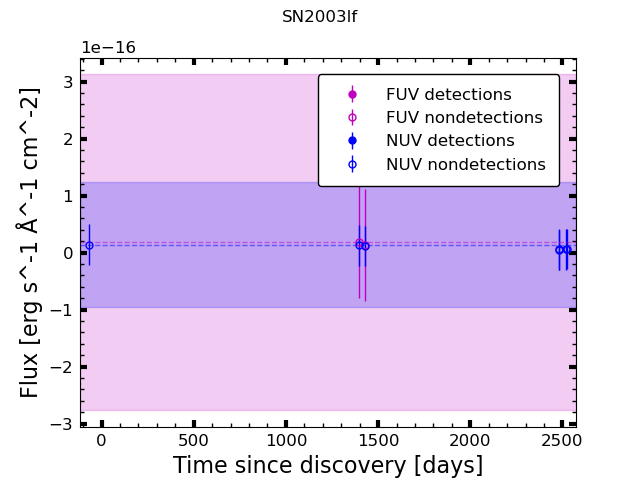 SN2003lf
1e−16
FUV detections
FUV nondetections
NUV detections
NUV nondetections
3
2
1
0
−1
−2
−3
Flux [erg s^-1 Å^-1 cm^-2]
0 500 1000 1500 2000 2500
Time since discovery [days]